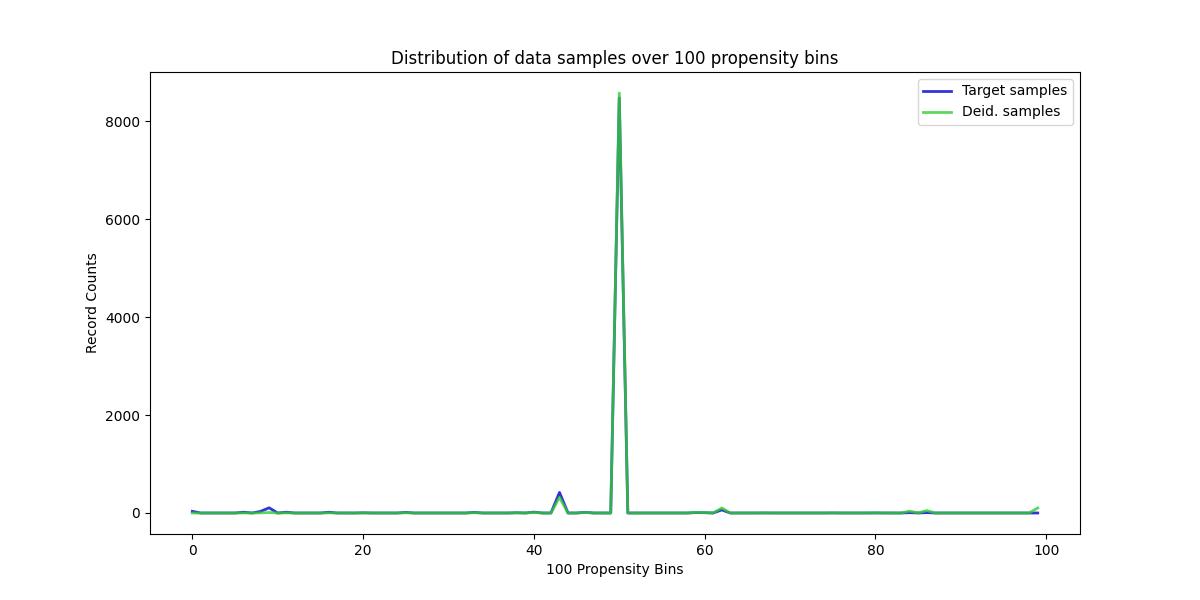 Distribution of data samples over 100 propensity bins
Target samples
Deid. samples
Record Counts
8000
6000
4000
2000
0
0 20 40 60 80 100
100 Propensity Bins